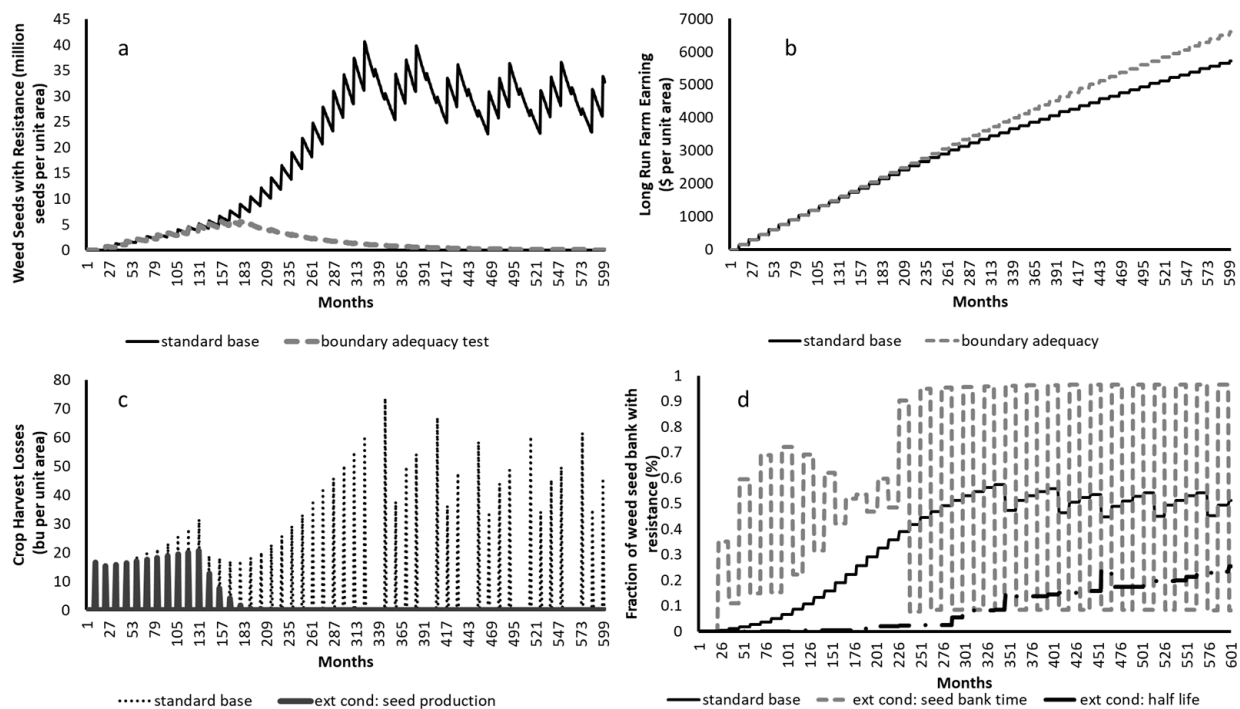 a
Weed Seeds with Resistance (million
seeds per unit area)
45
40
35
30
25
20
15
10
5
0
1 27 53 79 105 131 157 183 209 235 261 287 313 339 365 391 417 443 469 495 521 547 573 599
Months
standard base boundary adequacy test
b
Long Run Farm Earning
($ per unit area)
7000
6000
5000
4000
3000
2000
1000
0
1 27 53 79 105 131 157 183 209 235 261 287 313 339 365 391 417 443 469 495 521 547 573 599
Months
standard base boundary adequacy
c
Crop Harvest Losses
(bu per unit area)
80
70
60
50
40
30
20
10
0
1 27 53 79 105 131 157 183 209 235 261 287 313 339 365 391 417 443 469 495 521 547 573 599
Months
standard base ext cond: seed production
d
Fraction of weed seed bank with
resistance (%)
1
0.9
0.8
0.7
0.6
0.5
0.4
0.3
0.2
0.1
0
1 26 51 76 101 126 151 176 201 226 251 276 301 326 351 376 401 426 451 476 501 526 551 576 601
Months
standard base ext cond: seed bank time ext cond: half life